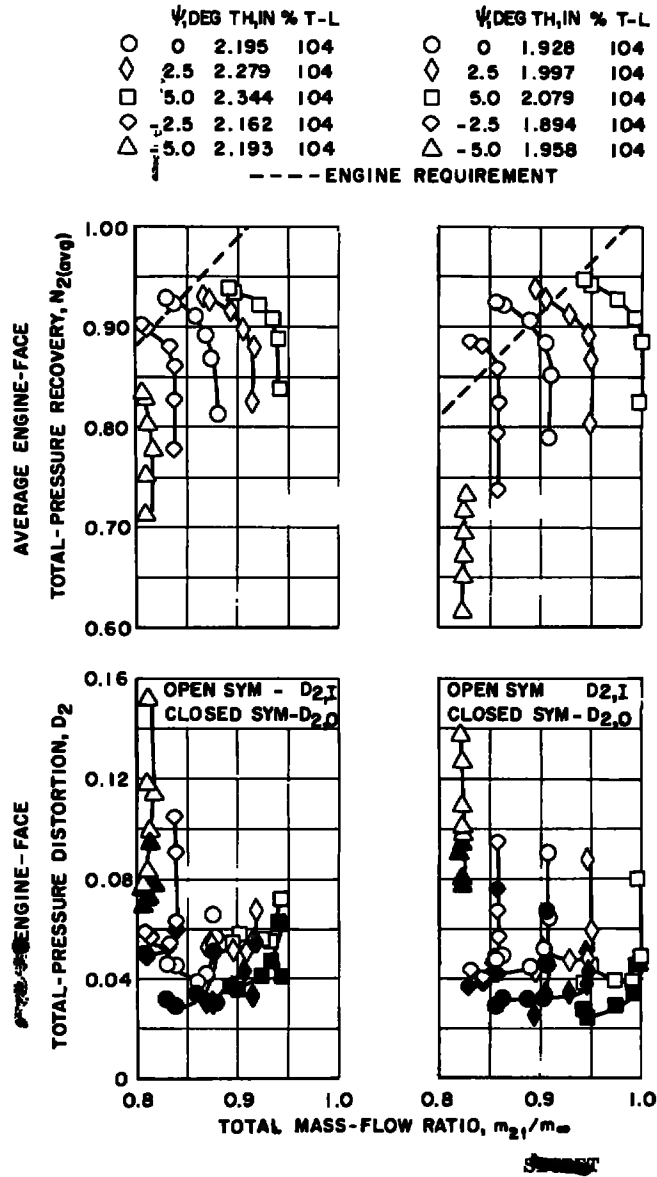 Ψ,DEG TH,IN % T-L
0 2.195 104
2.5 2.279 104
5.0 2.344 104
2.5 2.162 104
5.0 2.193 104
Ψ,DEG TH,IN % T-L
0 1.928 104
2.5 1.997 104
5.0 2.079 104
-2.5 1.894 104
-5.0 1.958 104
---- ENGINE REQUIREMENT
AVERAGE ENGINE-FACE
TOTAL-PRESSURE RECOVERY, N2(avg)
1.00
0.90
0.80
0.70
0.60
ENGINE-FACE
TOTAL-PRESSURE DISTORTION, D2
0.16
0.12
0.08
0.04
0
OPEN SYM - D2,I
CLOSED SYM-D2,O
OPEN SYM D2,I
CLOSED SYM-D2,O
0.8 0.9 1.0
0.8 0.9 1.0
TOTAL MASS-FLOW RATIO, m21/m∞